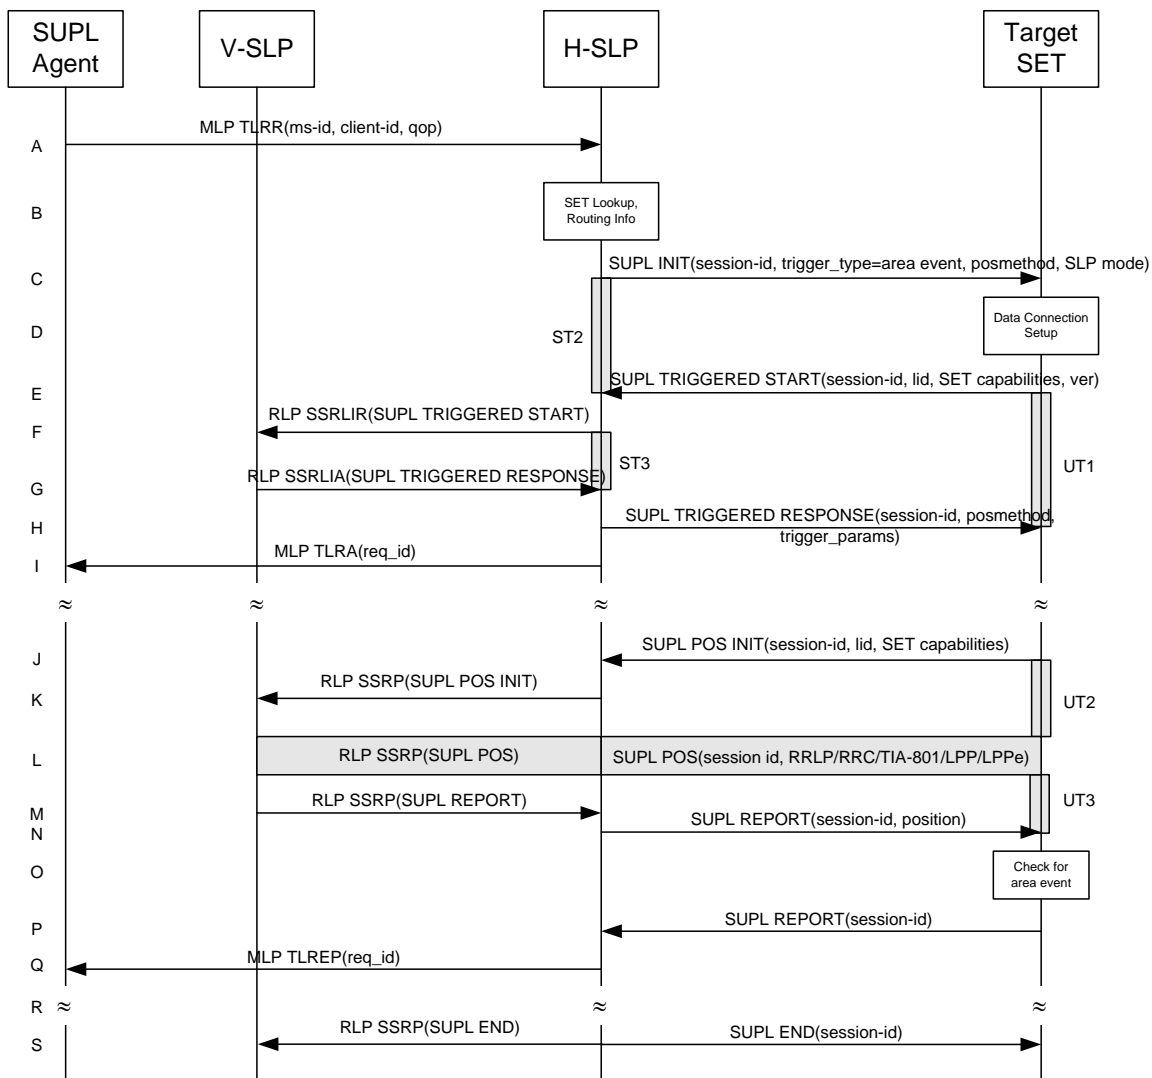 SUPL
Agent
V-SLP
H-SLP
Target
SET
A
MLP TLRR(ms-id, client-id, qop)
B
SET Lookup,
Routing Info
C
SUPL INIT(session-id, trigger_type=area event, posmethod, SLP mode)
D
ST2
Data Connection
Setup
E
SUPL TRIGGERED START(session-id, lid, SET capabilities, ver)
F
RLP SSRLIR(SUPL TRIGGERED START)
ST3
UT1
G
RLP SSRLIA(SUPL TRIGGERED RESPONSE)
H
SUPL TRIGGERED RESPONSE(session-id, posmethod,
trigger_params)
I
MLP TLRA(req_id)
≈ ≈ ≈ ≈
J
SUPL POS INIT(session-id, lid, SET capabilities)
K
RLP SSRP(SUPL POS INIT)
UT2
L
RLP SSRP(SUPL POS)
SUPL POS(session id, RRLP/RRC/TIA-801/LPP/LPPe)
M
RLP SSRP(SUPL REPORT)
UT3
N
SUPL REPORT(session-id, position)
O
Check for
area event
P
SUPL REPORT(session-id)
Q
MLP TLREP(req_id)
R ≈ ≈ ≈
S
RLP SSRP(SUPL END)
SUPL END(session-id)